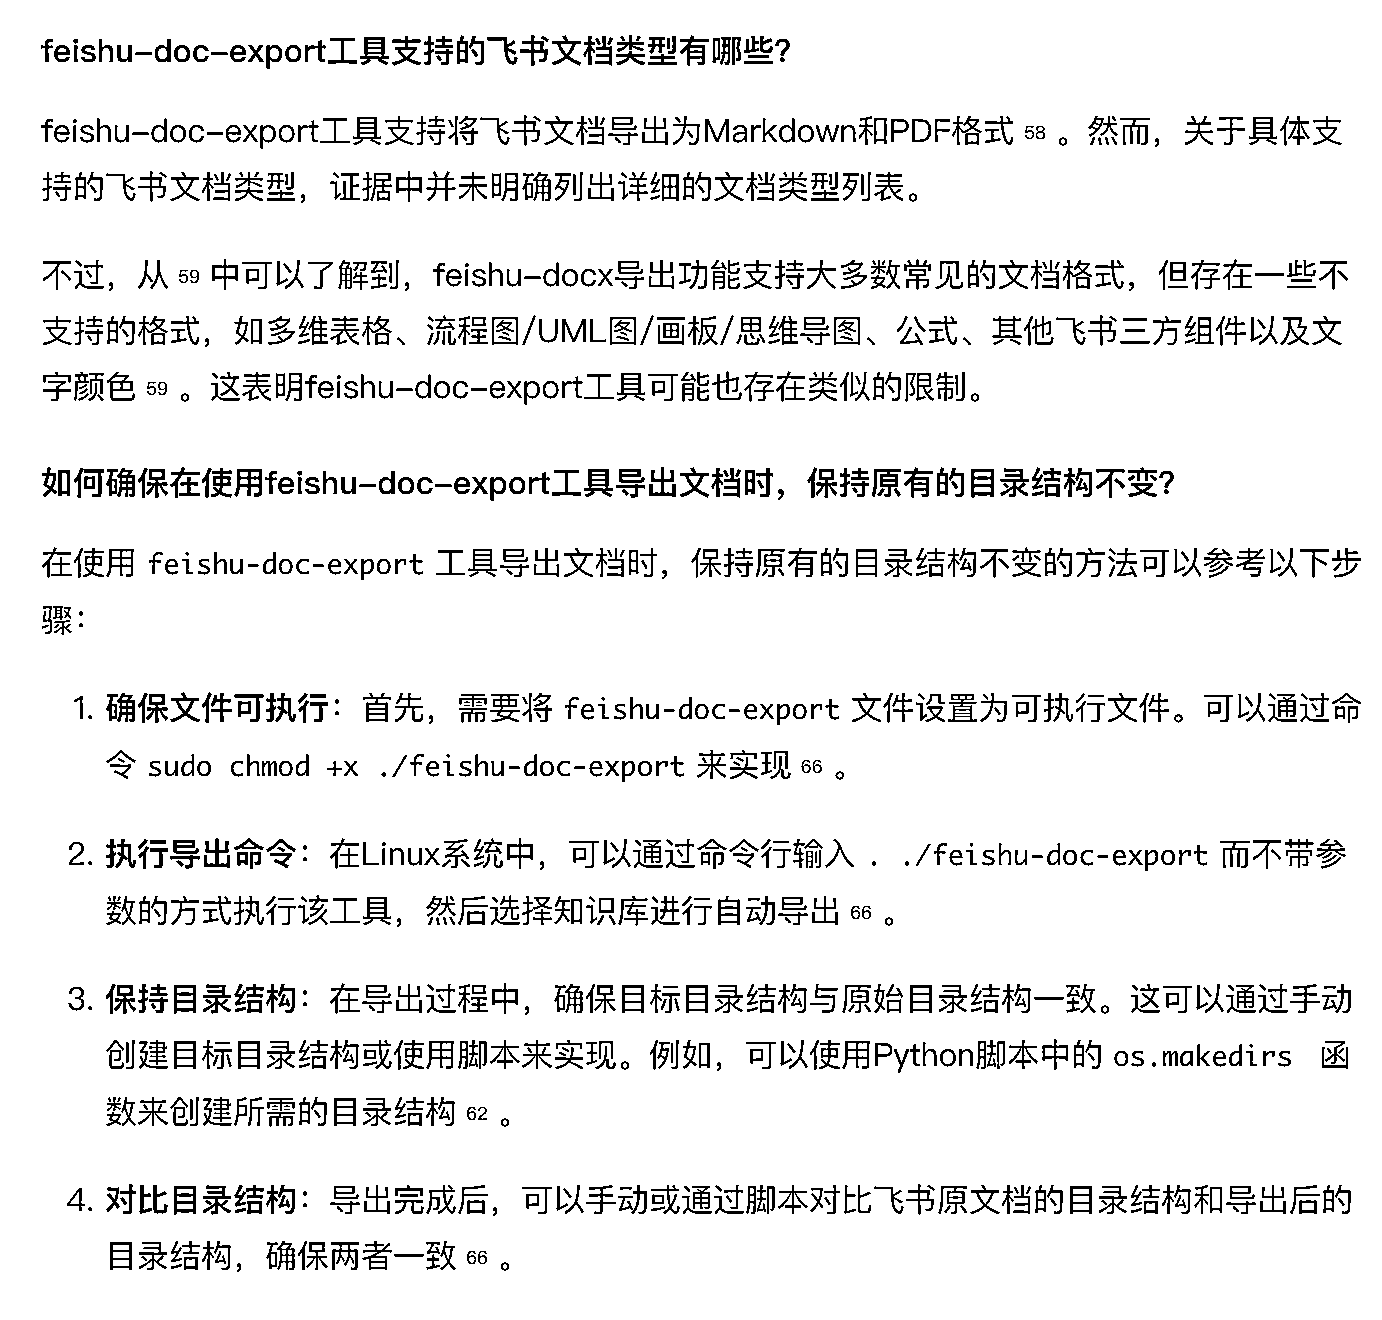 feishu-doc-export工具支持的飞书文档类型有哪些？
feishu-doc-export工具支持将飞书文档导出为Markdown和PDF格式 58 。然而，关于具体支
持的飞书文档类型，证据中并未明确列出详细的文档类型列表。
不过，从 59 中可以了解到，feishu-docx导出功能支持大多数常见的文档格式，但存在一些不
支持的格式，如多维表格、流程图/UML图/画板/思维导图、公式、其他飞书三方组件以及文
字颜色 59 。这表明feishu-doc-export工具可能也存在类似的限制。
如何确保在使用feishu-doc-export工具导出文档时，保持原有的目录结构不变？
在使用 feishu-doc-export 工具导出文档时，保持原有的目录结构不变的方法可以参考以下步
骤：
1. 确保文件可执行：首先，需要将 feishu-doc-export 文件设置为可执行文件。可以通过命
令 sudo chmod +x ./feishu-doc-export 来实现 66 。
2. 执行导出命令：在Linux系统中，可以通过命令行输入 . ./feishu-doc-export 而不带参
数的方式执行该工具，然后选择知识库进行自动导出 66 。
3. 保持目录结构：在导出过程中，确保目标目录结构与原始目录结构一致。这可以通过手动
创建目标目录结构或使用脚本来实现。例如，可以使用Python脚本中的 os.makedirs 函
数来创建所需的目录结构 62 。
4. 对比目录结构：导出完成后，可以手动或通过脚本对比飞书原文档的目录结构和导出后的
目录结构，确保两者一致 66 。